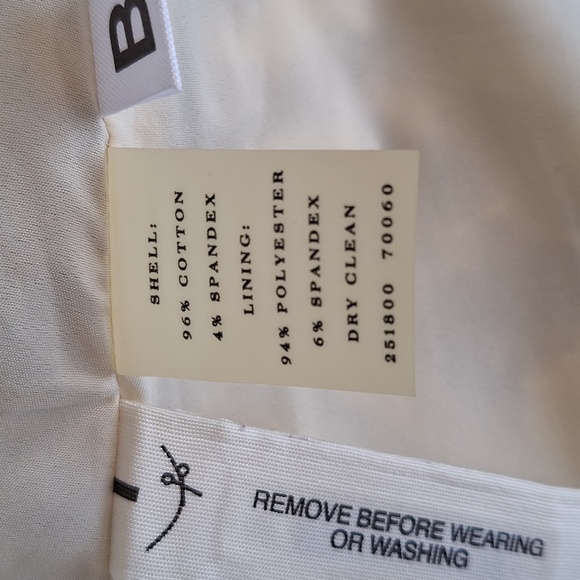 B
SHELL:
96% COTTON
4% SPANDEX
LINING:
94% POLYESTER
6% SPANDEX
DRY CLEAN
251800 70060
REMOVE BEFORE WEARING
OR WASHING